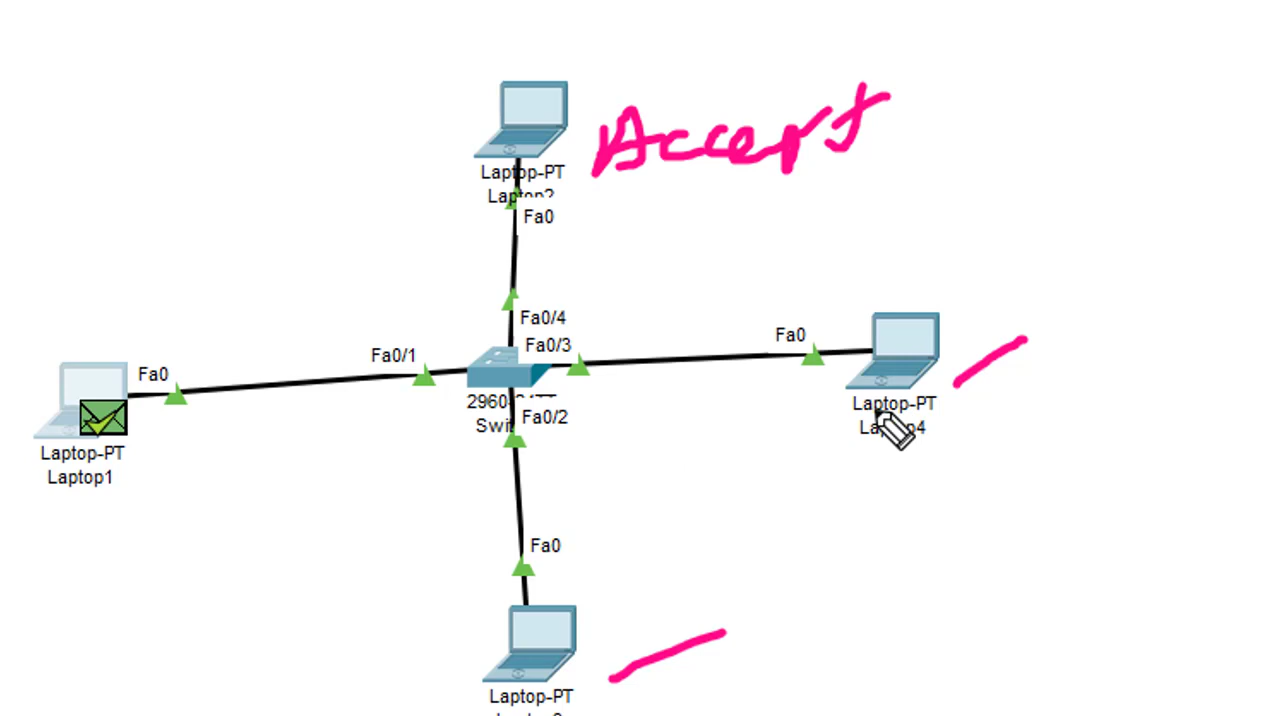 Accept
Laptop-PT
Fa0
Fa0/4
Fa0/3
Fa0
Fa0/1
Fa0
Laptop-PT
Laptop1
Laptop-PT
Fa0/2
Fa0
Laptop-PT